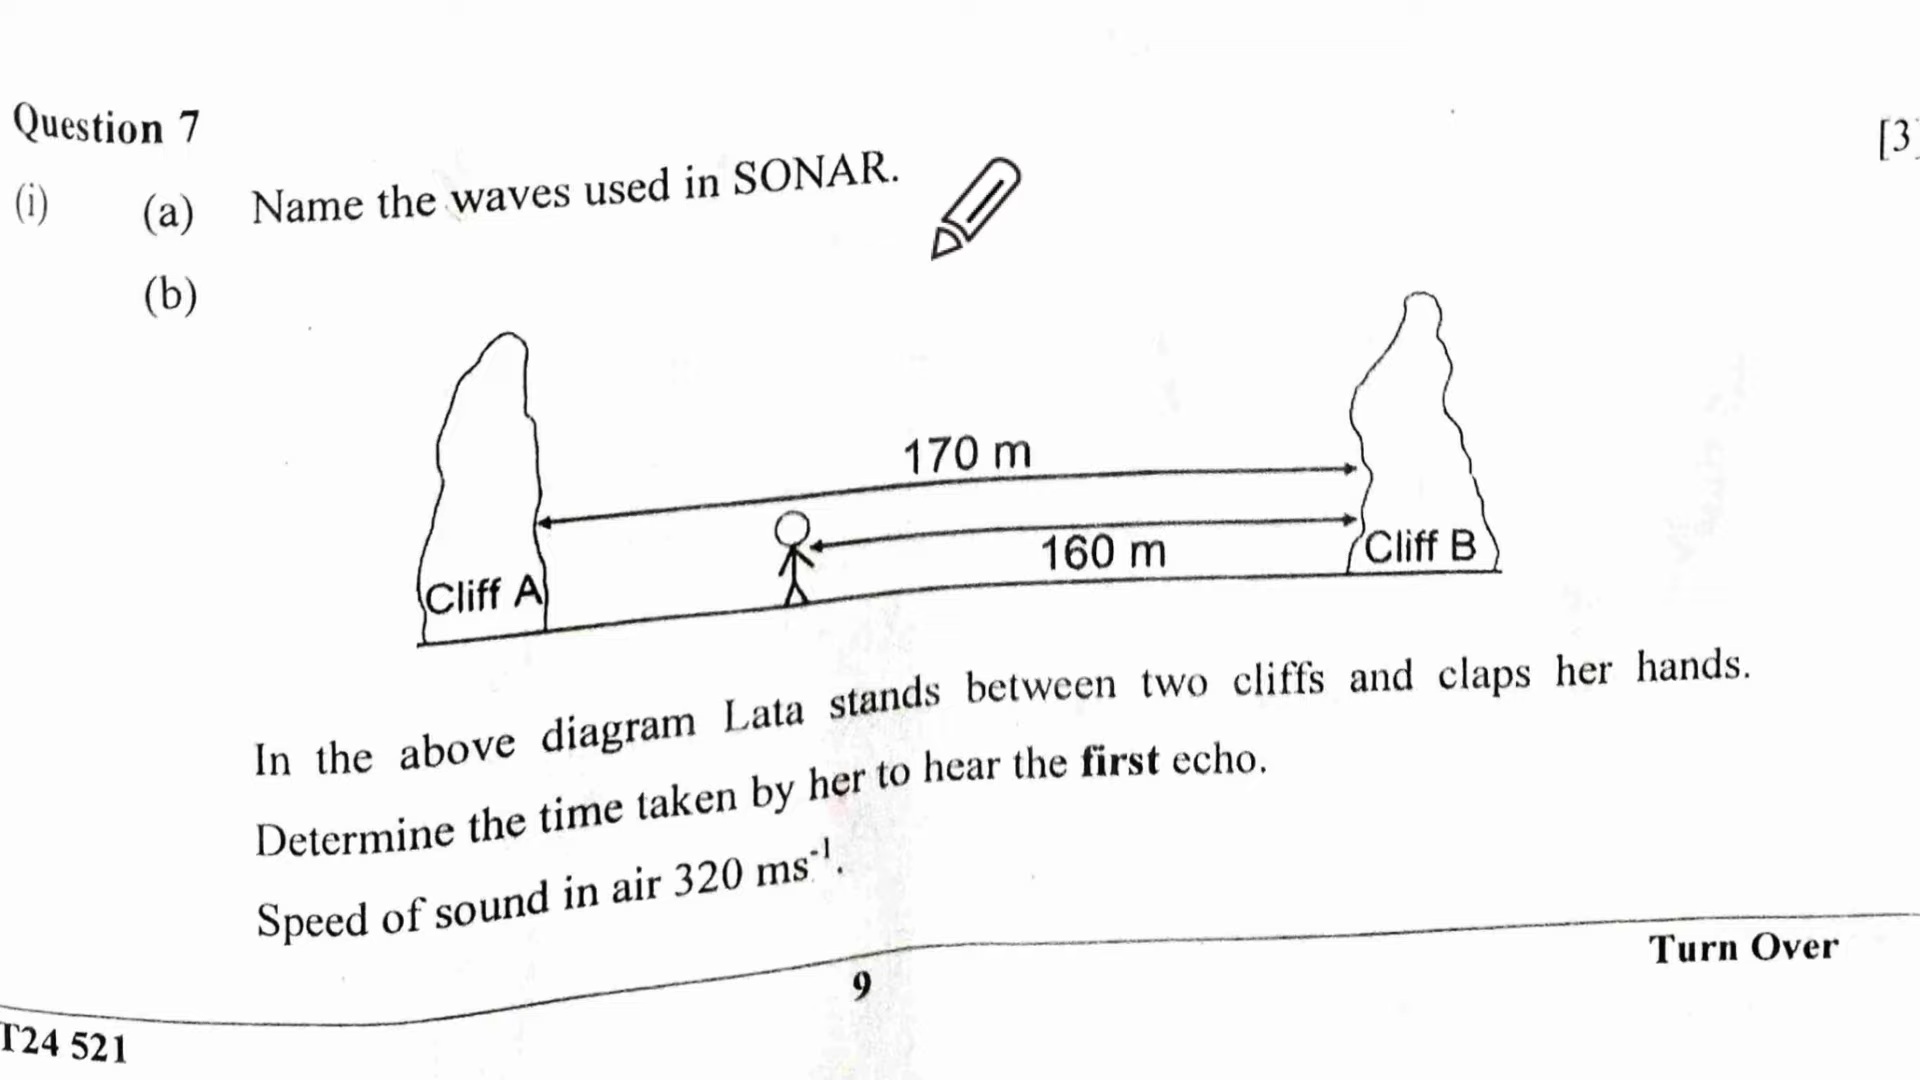 Question 7
[3]
(i) (a) Name the waves used in SONAR.
(b)
170 m
160 m
Cliff A
Cliff B
In the above diagram Lata stands between two cliffs and claps her hands.
Determine the time taken by her to hear the first echo.
Speed of sound in air 320 ms⁻¹.
Turn Over
9
T24 521